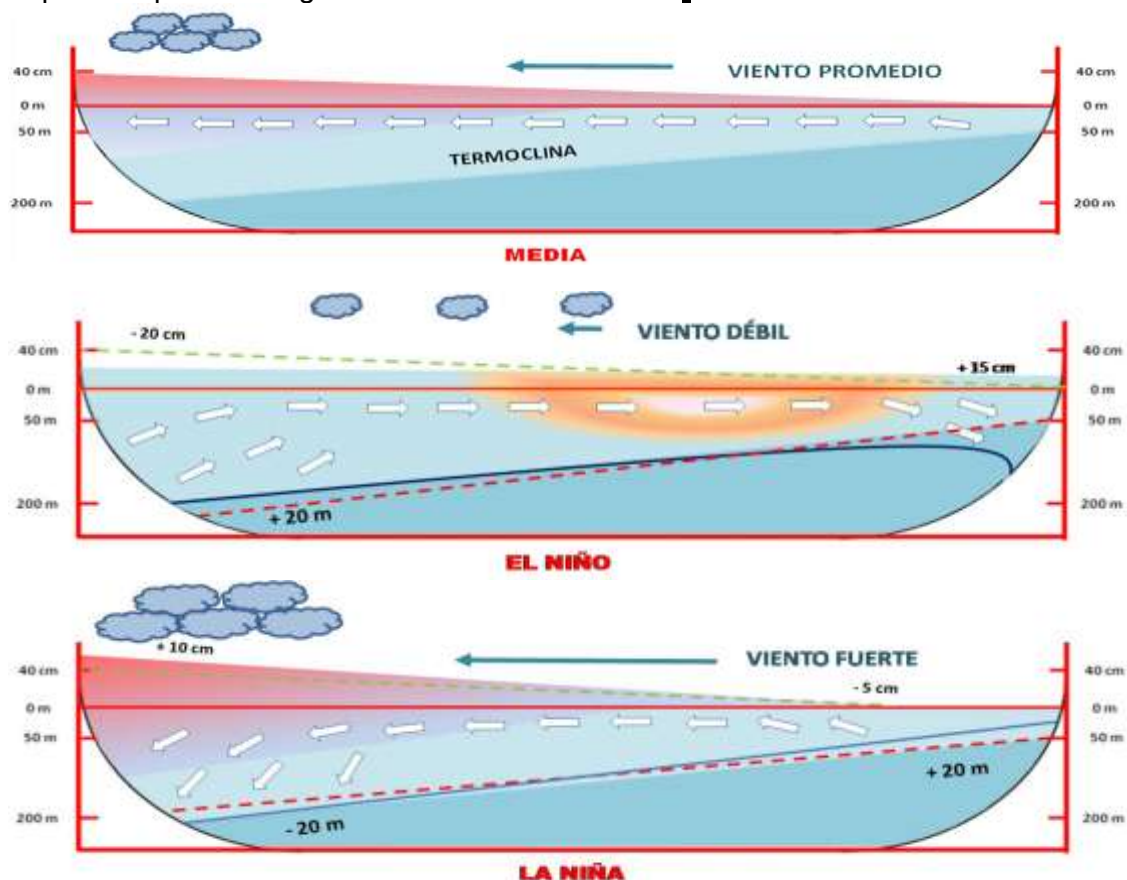 40 cm
VIENTO PROMEDIO
40 cm
0 m
0 m
50 m
50 m
TERMOCLINA
200 m
200 m
MEDIA
- 20 cm
VIENTO DÉBIL
40 cm
40 cm
+ 15 cm
0 m
0 m
50 m
50 m
200 m
+ 20 m
200 m
EL NIÑO
+ 10 cm
VIENTO FUERTE
40 cm
40 cm
- 5 cm
0 m
0 m
50 m
50 m
+ 20 m
200 m
- 20 m
200 m
LA NIÑA